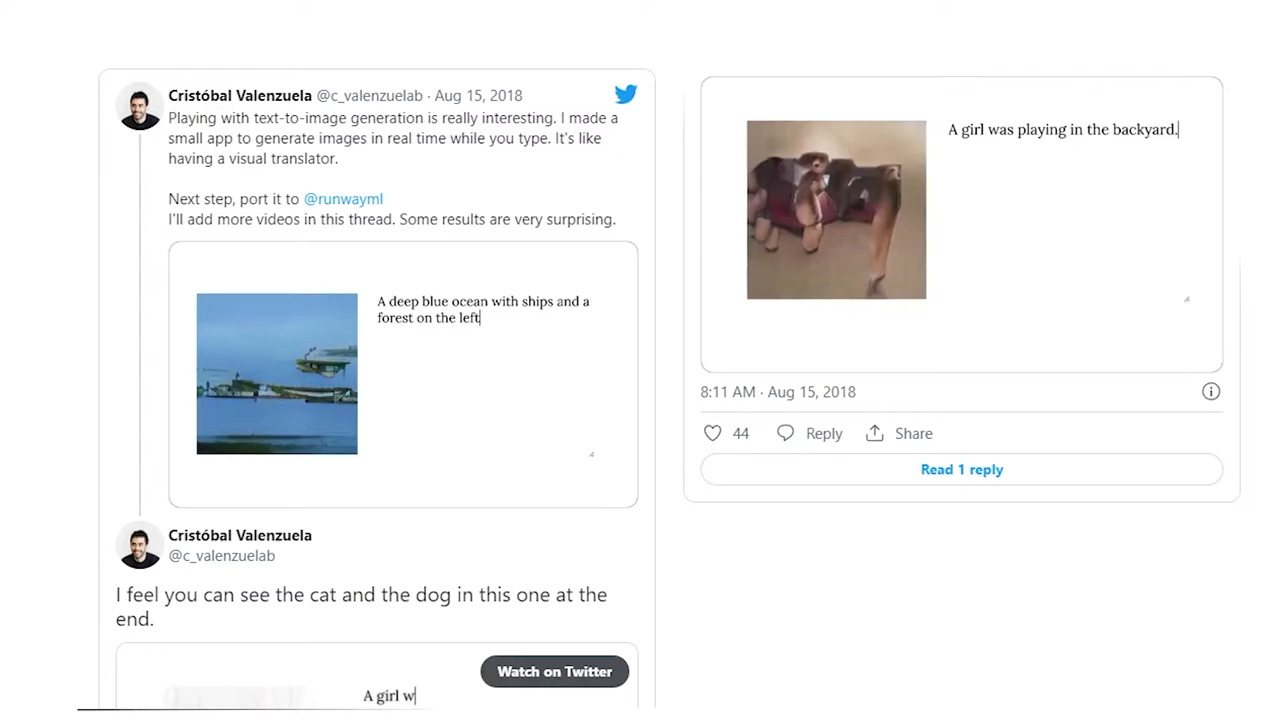 Cristóbal Valenzuela @c_valenzuelab · Aug 15, 2018
Playing with text-to-image generation is really interesting. I made a
small app to generate images in real time while you type. It's like
having a visual translator.
Next step, port it to @runwayml
I'll add more videos in this thread. Some results are very surprising.
A deep blue ocean with ships and a
forest on the left
Cristóbal Valenzuela
@c_valenzuelab
I feel you can see the cat and the dog in this one at the
end.
Watch on Twitter
A girl w
A girl was playing in the backyard.
8:11 AM · Aug 15, 2018
44 Reply Share
Read 1 reply